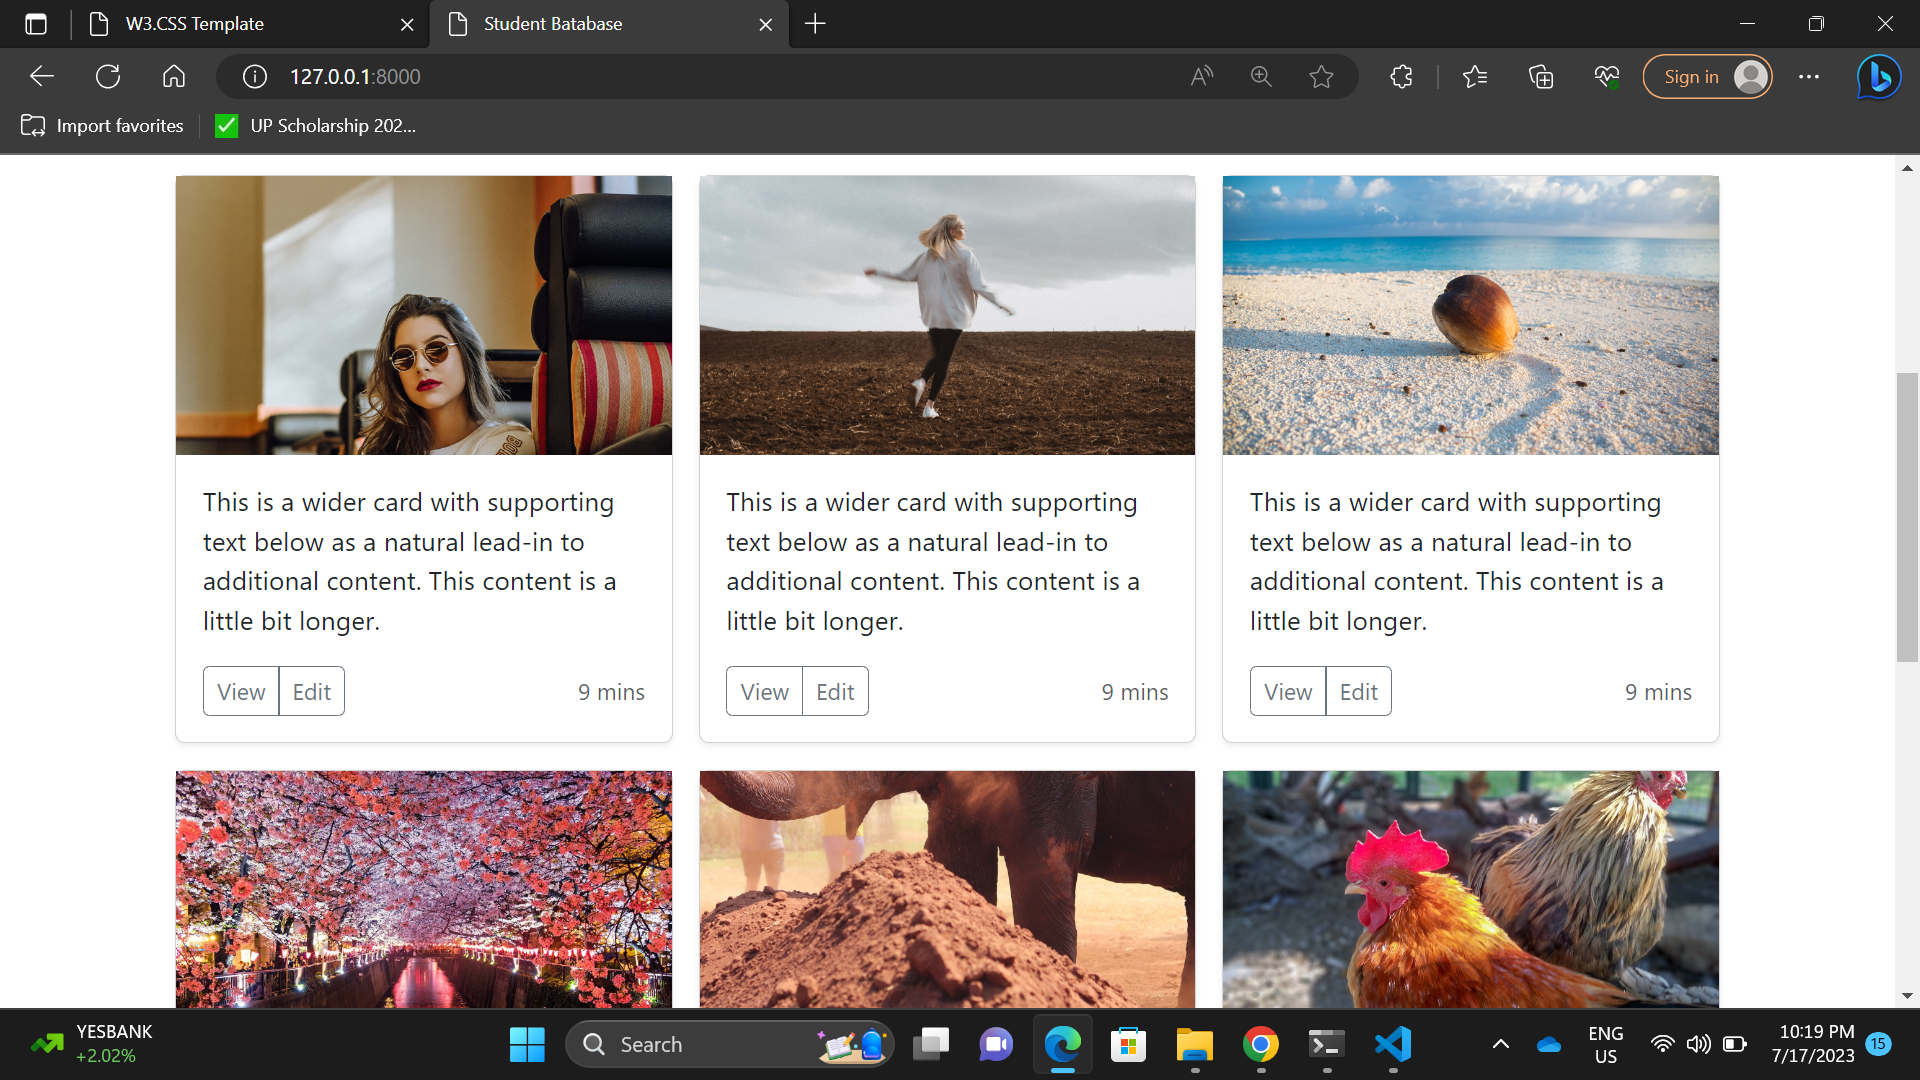 W3.CSS Template
Student Batabase
127.0.0.1:8000
Sign in
Import favorites
UP Scholarship 202...
This is a wider card with supporting
text below as a natural lead-in to
additional content. This content is a
little bit longer.
View Edit 9 mins
This is a wider card with supporting
text below as a natural lead-in to
additional content. This content is a
little bit longer.
View Edit 9 mins
This is a wider card with supporting
text below as a natural lead-in to
additional content. This content is a
little bit longer.
View Edit 9 mins
YESBANK
+2.02%
Search
ENG
US
10:19 PM
7/17/2023
15